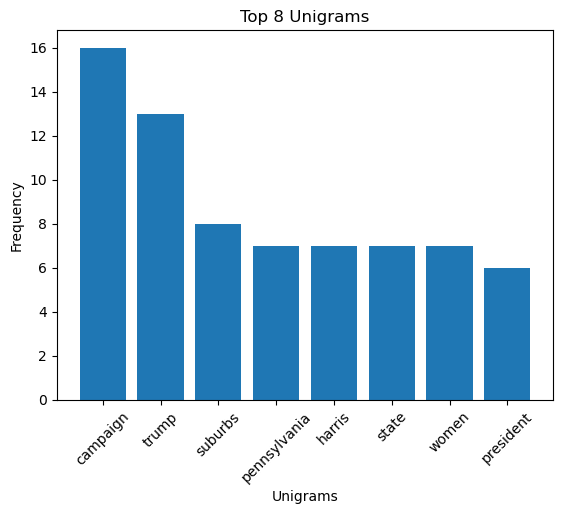 Top 8 Unigrams
Frequency
16
14
12
10
8
6
4
2
0
campaign
trump
suburbs
pennsylvania
harris
state
women
president
Unigrams